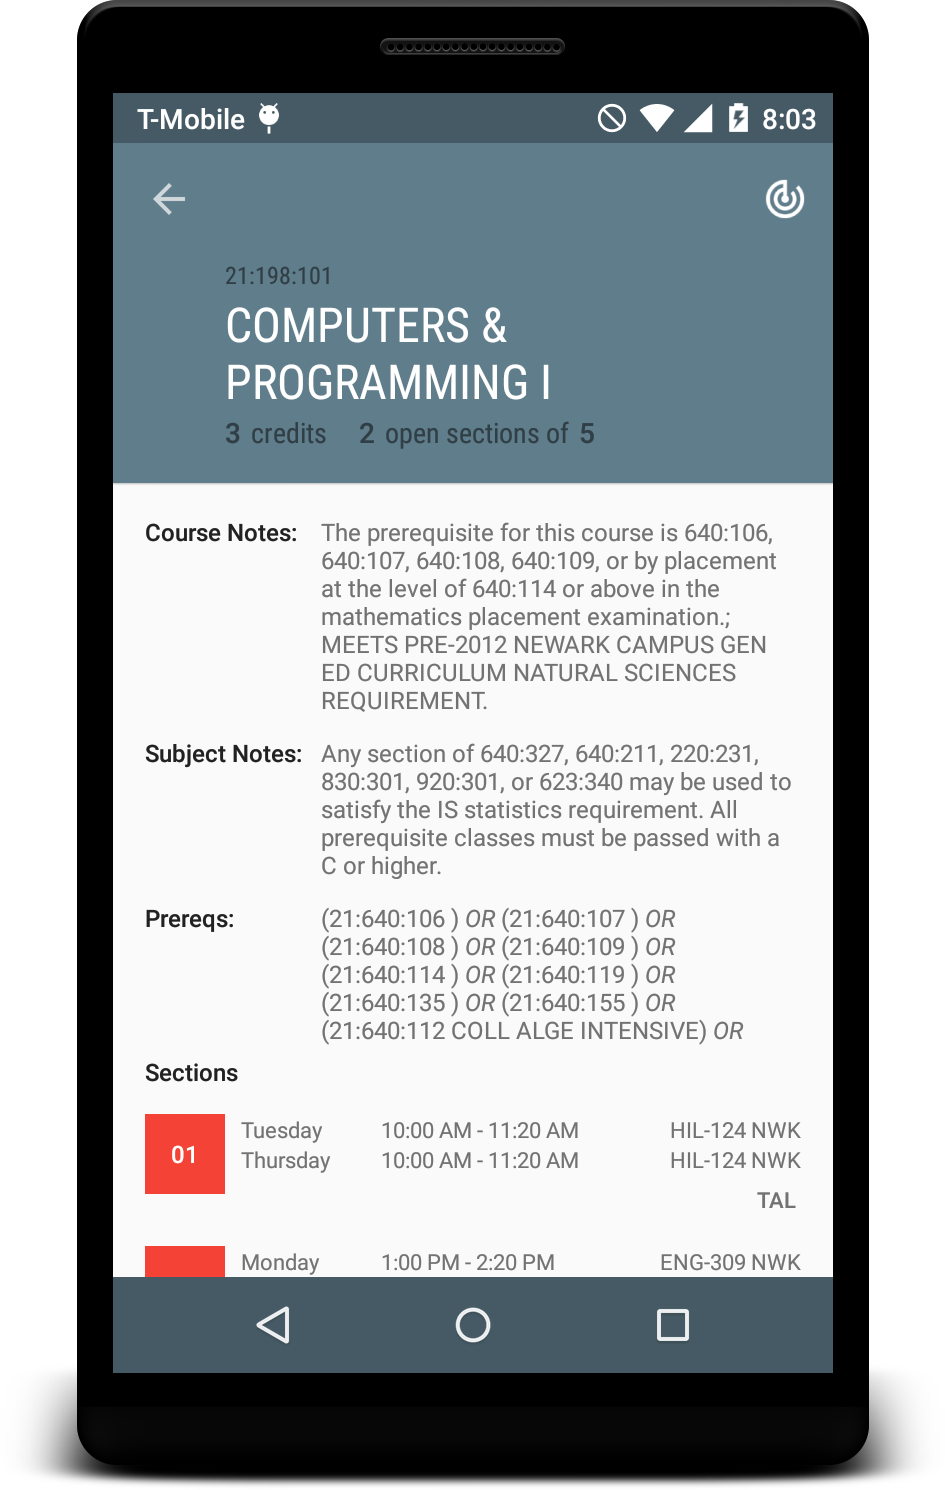 T-Mobile 8:03
21:198:101
COMPUTERS &
PROGRAMMING I
3 credits 2 open sections of 5
Course Notes: The prerequisite for this course is 640:106,
640:107, 640:108, 640:109, or by placement
at the level of 640:114 or above in the
mathematics placement examination.;
MEETS PRE-2012 NEWARK CAMPUS GEN
ED CURRICULUM NATURAL SCIENCES
REQUIREMENT.
Subject Notes: Any section of 640:327, 640:211, 220:231,
830:301, 920:301, or 623:340 may be used to
satisfy the IS statistics requirement. All
prerequisite classes must be passed with a
C or higher.
Prereqs: (21:640:106 ) OR (21:640:107 ) OR
(21:640:108 ) OR (21:640:109 ) OR
(21:640:114 ) OR (21:640:119 ) OR
(21:640:135 ) OR (21:640:155 ) OR
(21:640:112 COLL ALGE INTENSIVE) OR
Sections
01 Tuesday 10:00 AM - 11:20 AM HIL-124 NWK
Thursday 10:00 AM - 11:20 AM HIL-124 NWK
TAL
Monday 1:00 PM - 2:20 PM ENG-309 NWK